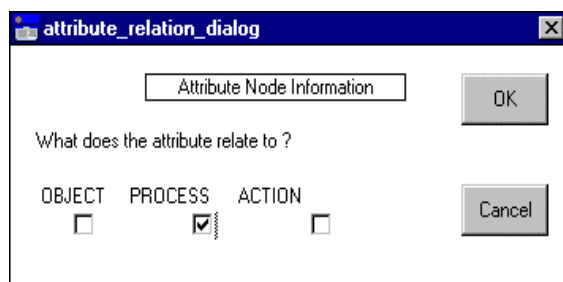 attribute_relation_dialog
Attribute Node Information
OK
What does the attribute relate to ?
OBJECT PROCESS ACTION
Cancel